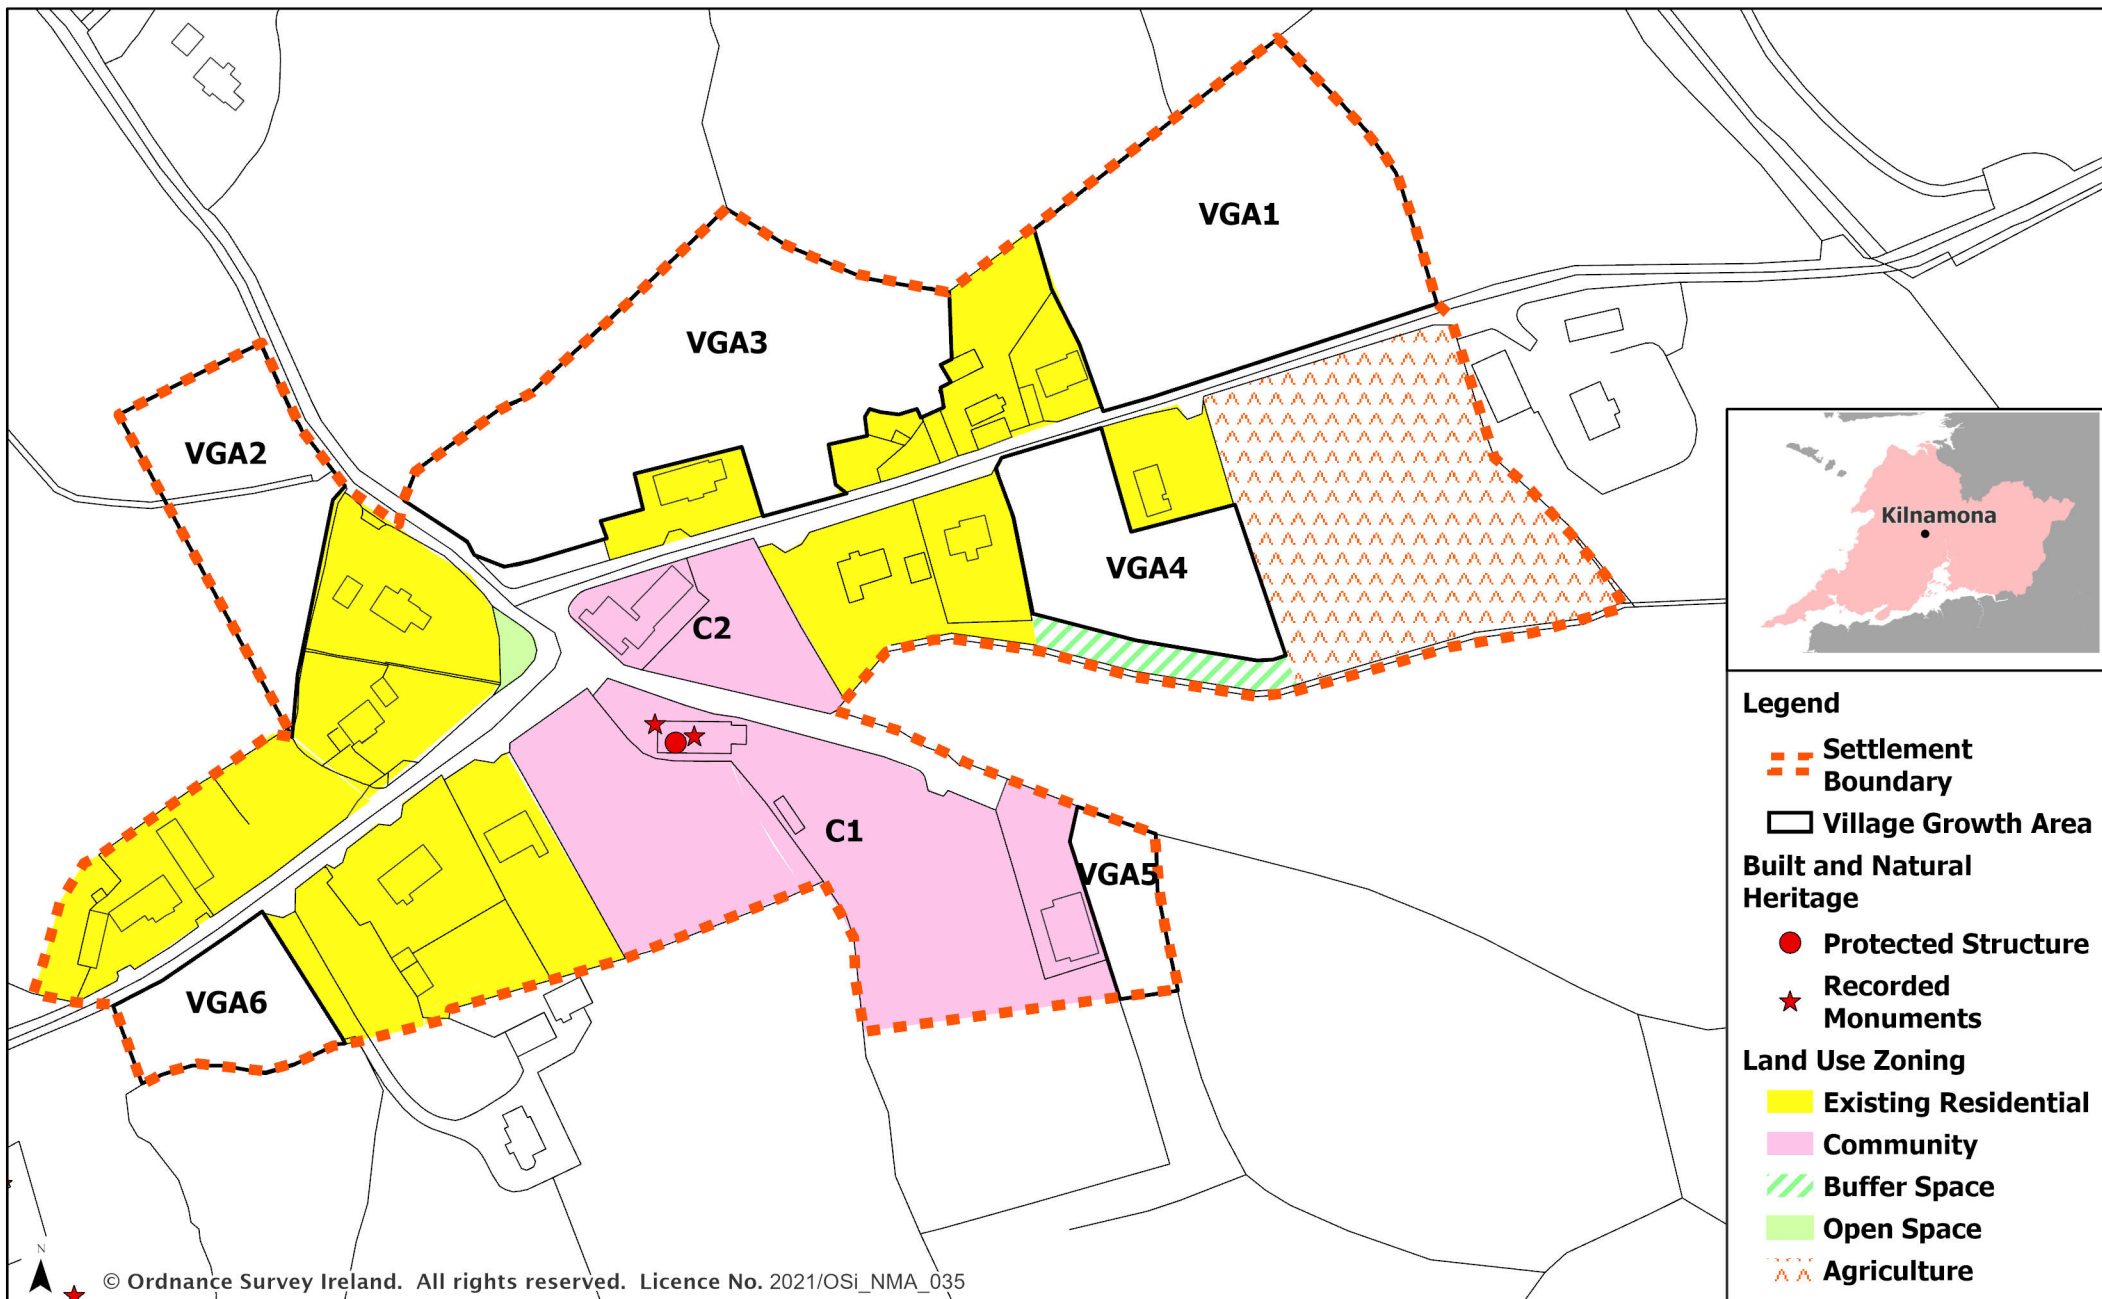 VGA1
VGA3
VGA2
VGA4
C2
C1
VGA5
VGA6
Kilnamona
Legend
Settlement
Boundary
Village Growth Area
Built and Natural
Heritage
Protected Structure
Recorded
Monuments
Land Use Zoning
Existing Residential
Community
Buffer Space
Open Space
Agriculture
N
© Ordnance Survey Ireland. All rights reserved. Licence No. 2021/OSi_NMA_035